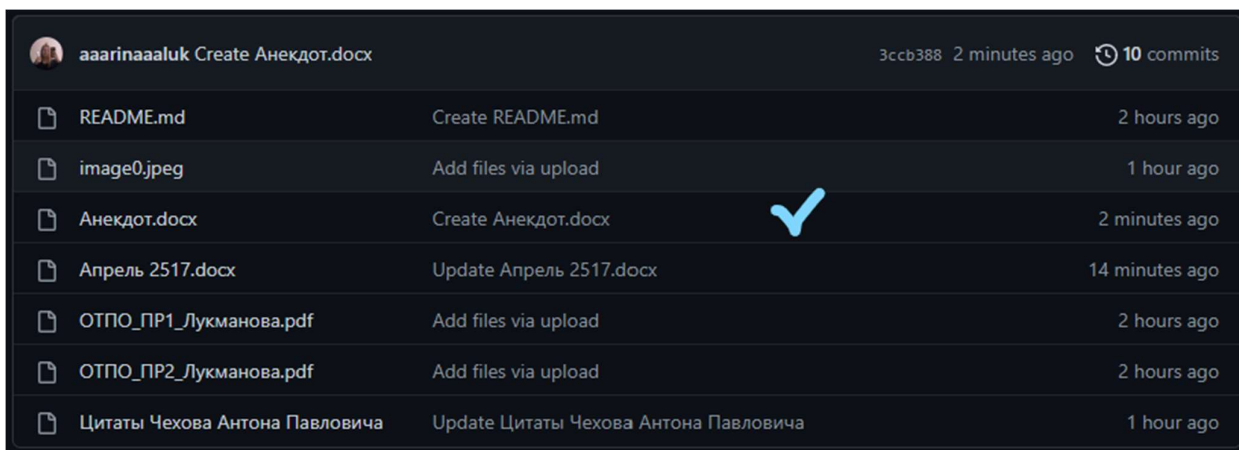 aaarinaaaluk Create Анекдот.docx 3ccb388 2 minutes ago 10 commits
README.md Create README.md 2 hours ago
image0.jpeg Add files via upload 1 hour ago
Анекдот.docx Create Анекдот.docx 2 minutes ago
Апрель 2517.docx Update Апрель 2517.docx 14 minutes ago
ОТПО_ПР1_Лукманова.pdf Add files via upload 2 hours ago
ОТПО_ПР2_Лукманова.pdf Add files via upload 2 hours ago
Цитаты Чехова Антона Павловича Update Цитаты Чехова Антона Павловича 1 hour ago